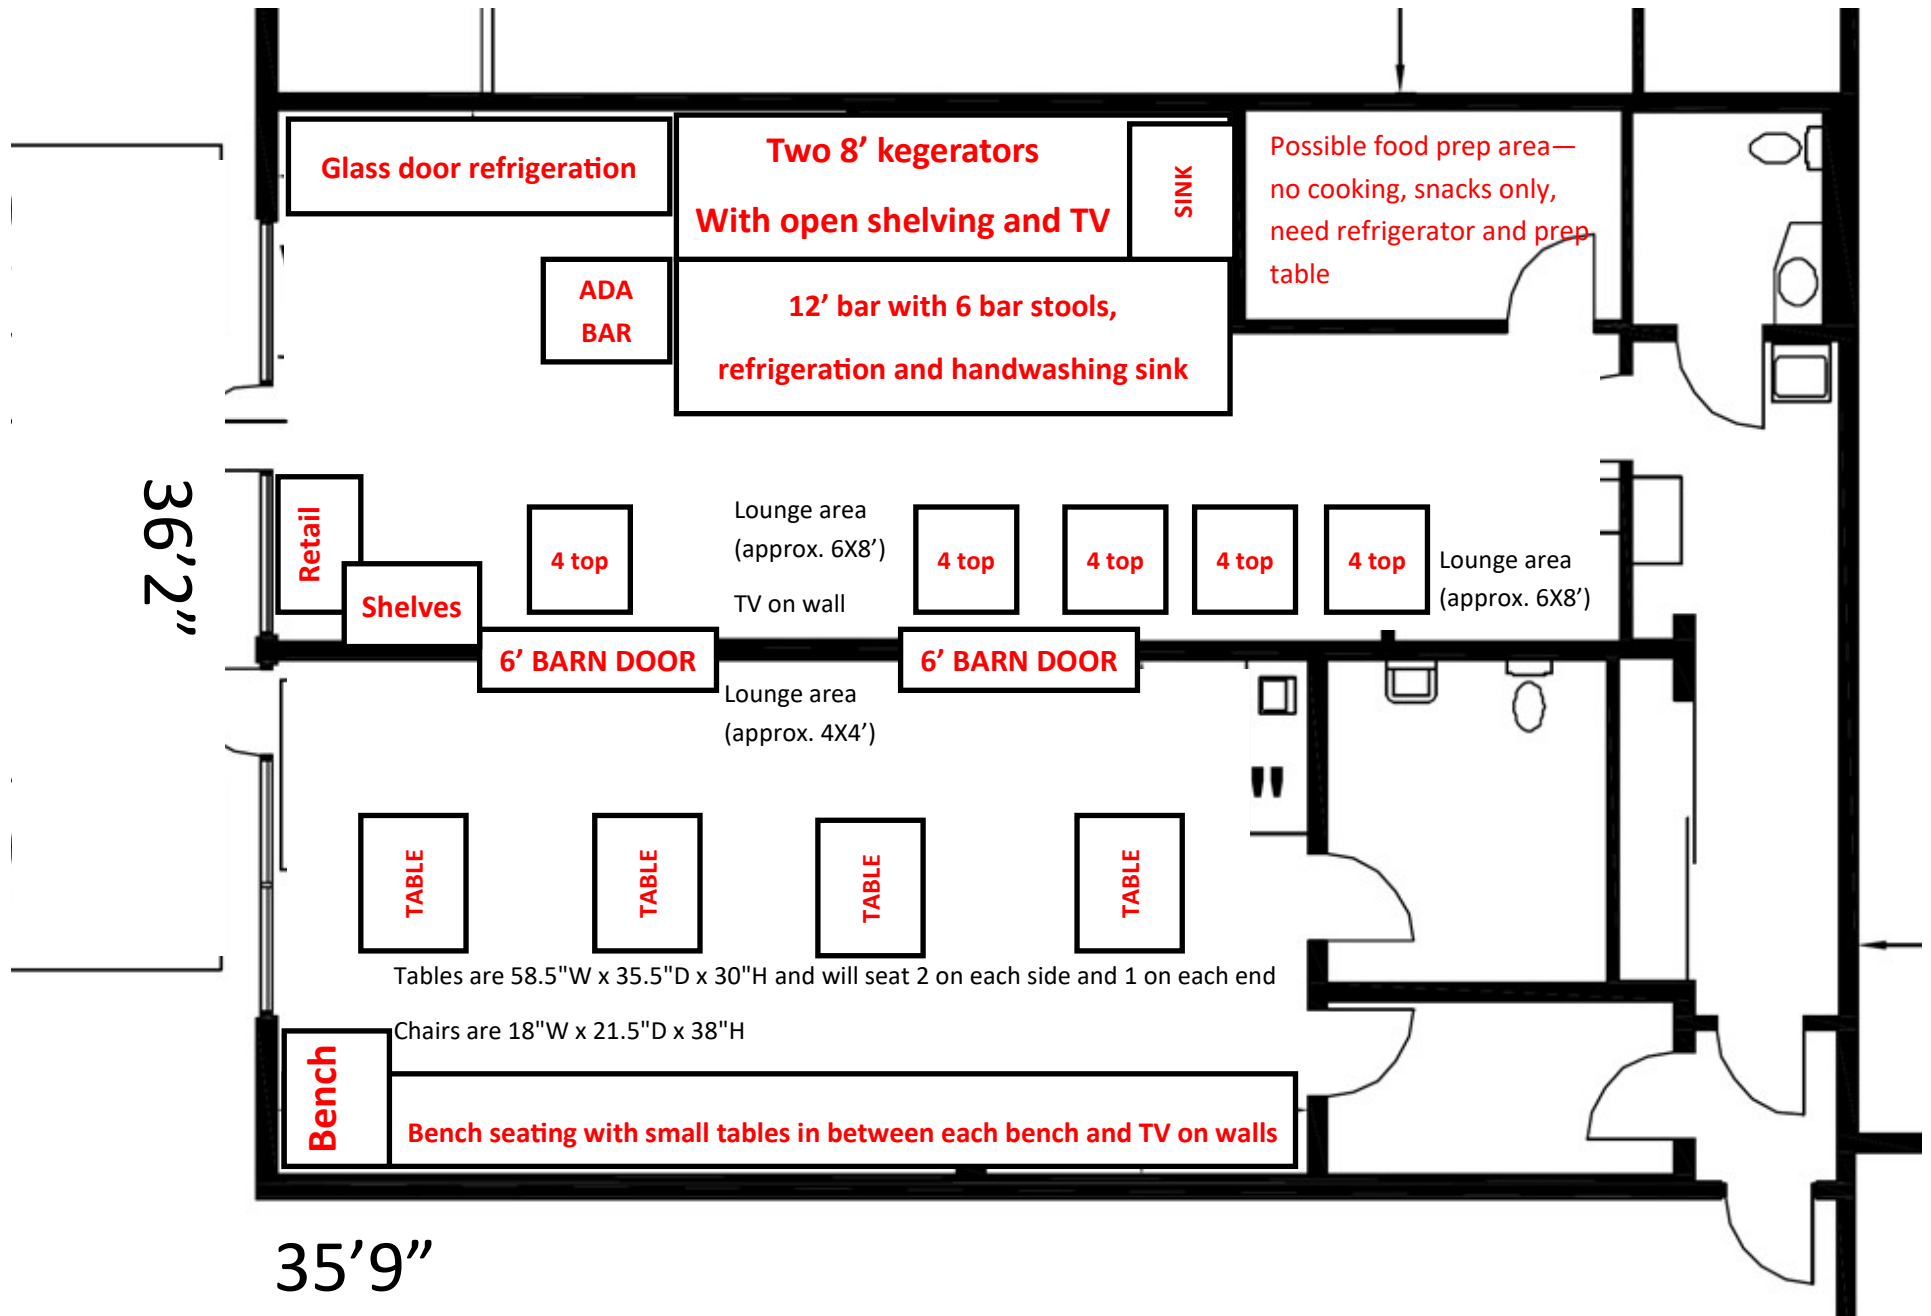 Glass door refrigeration
Two 8’ kegerators
With open shelving and TV
SINK
Possible food prep area—
no cooking, snacks only,
need refrigerator and prep
table
ADA
BAR
12’ bar with 6 bar stools,
refrigeration and handwashing sink
36’2”
Retail
Shelves
4 top
Lounge area
(approx. 6X8’)
TV on wall
4 top
4 top
4 top
4 top
Lounge area
(approx. 6X8’)
6’ BARN DOOR
6’ BARN DOOR
Lounge area
(approx. 4X4’)
"
TABLE
TABLE
TABLE
TABLE
Tables are 58.5"W x 35.5"D x 30"H and will seat 2 on each side and 1 on each end
Chairs are 18"W x 21.5"D x 38"H
Bench
Bench seating with small tables in between each bench and TV on walls
35’9”